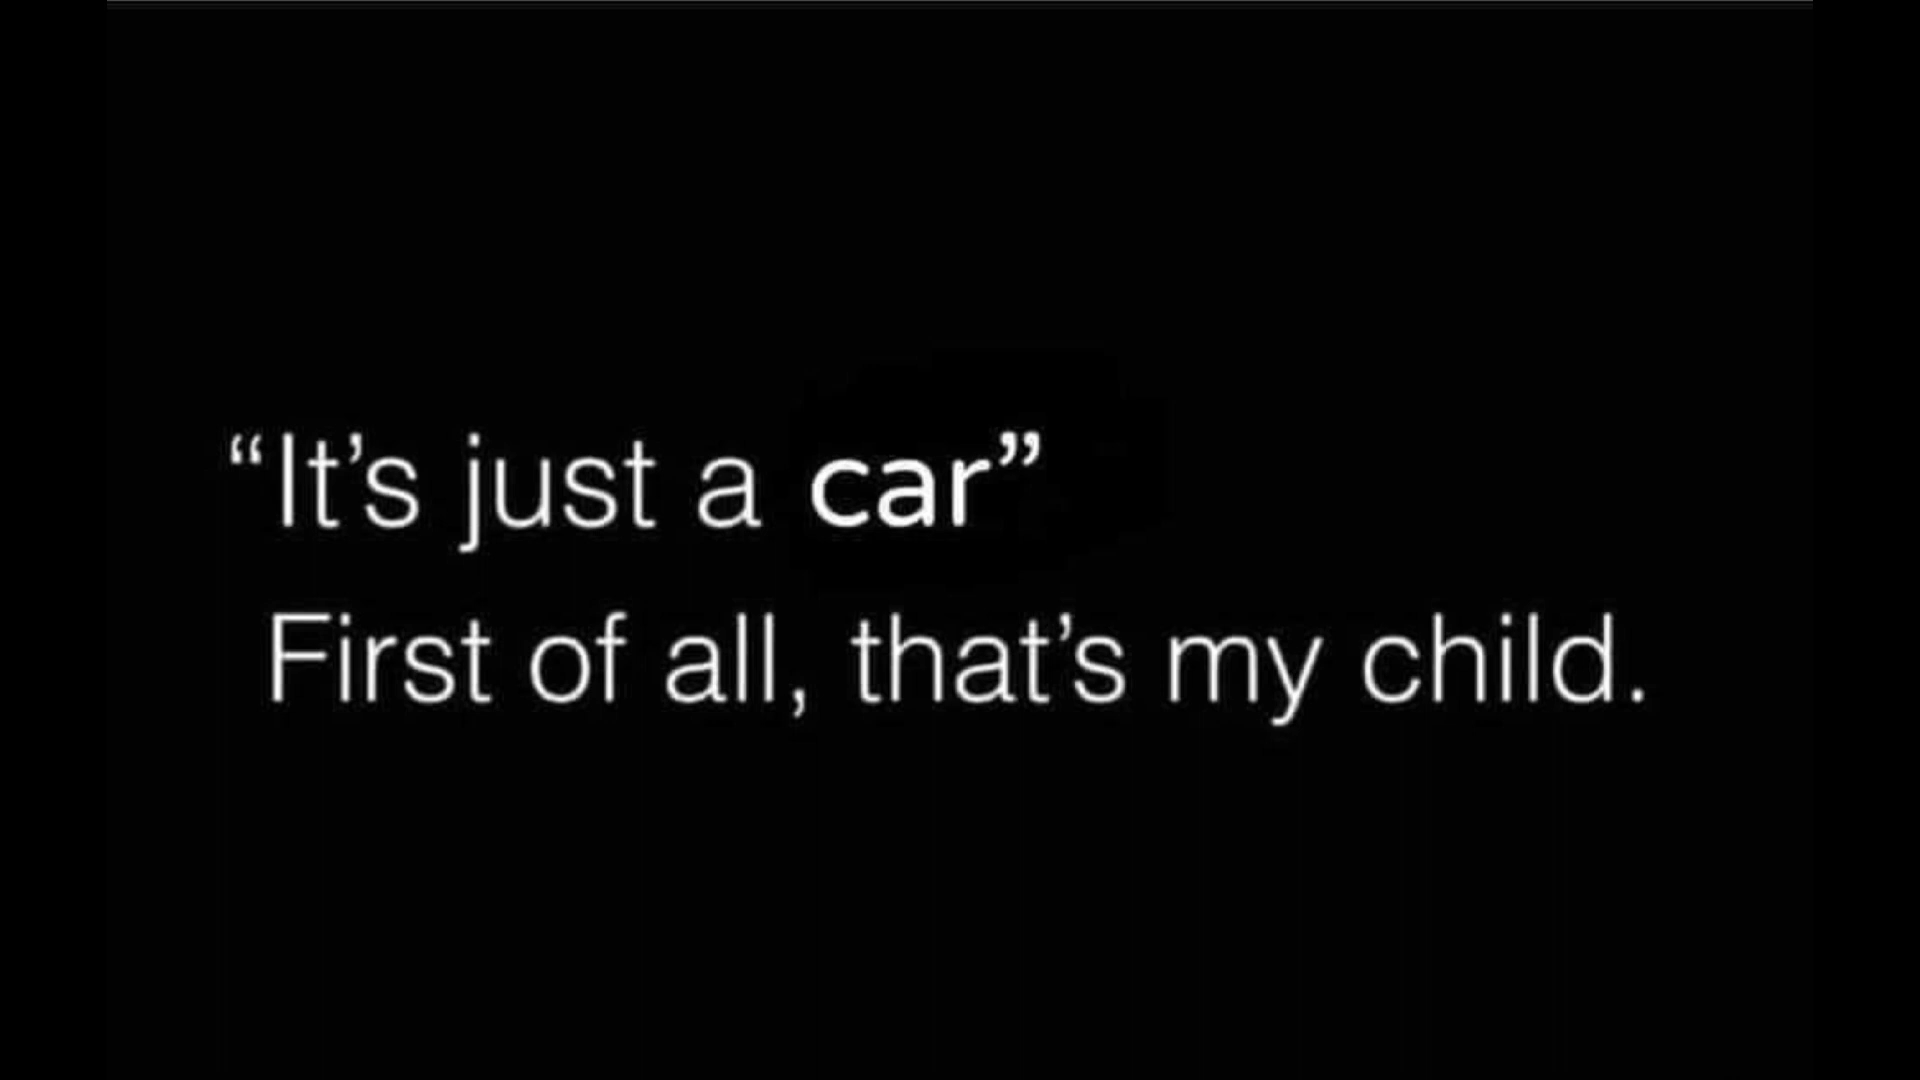 “It’s just a car”
First of all, that’s my child.